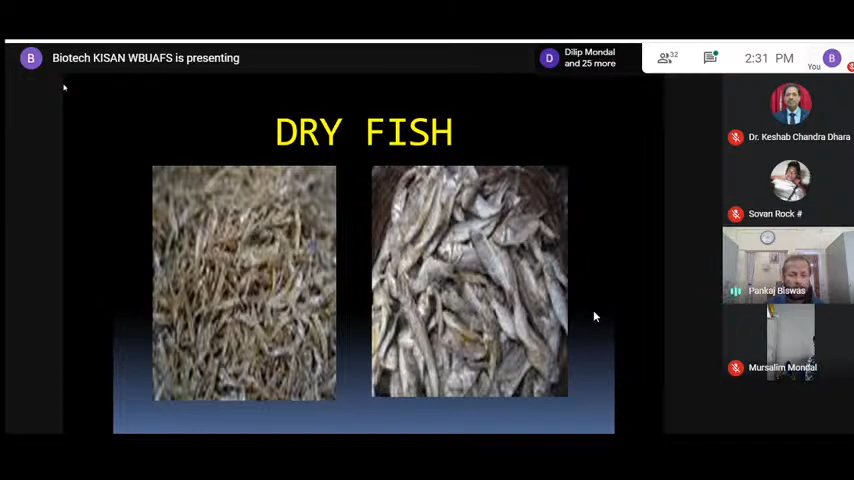 Biotech KISAN WBUAFS is presenting
Dilip Mondal
and 25 more
32
2:31 PM
You
DRY FISH
Dr. Keshab Chandra Dhara
Sovan Rock #
Pankaj Biswas
Mursalim Mondal
B
D
B